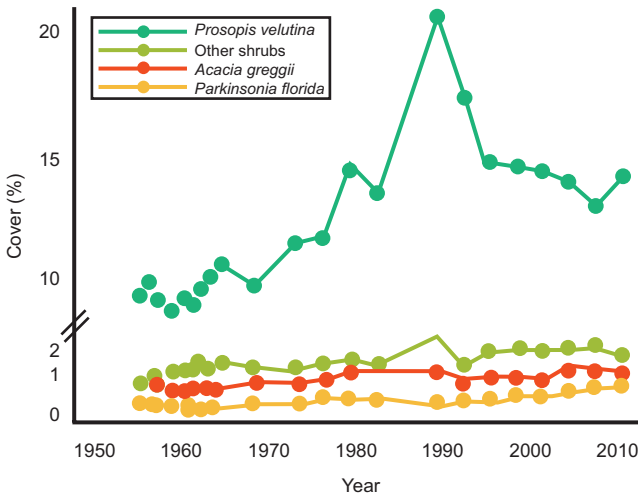 20
15
10
2
1
0
Cover (%)
Prosopis velutina
Other shrubs
Acacia greggii
Parkinsonia florida
1950 1960 1970 1980 1990 2000 2010
Year